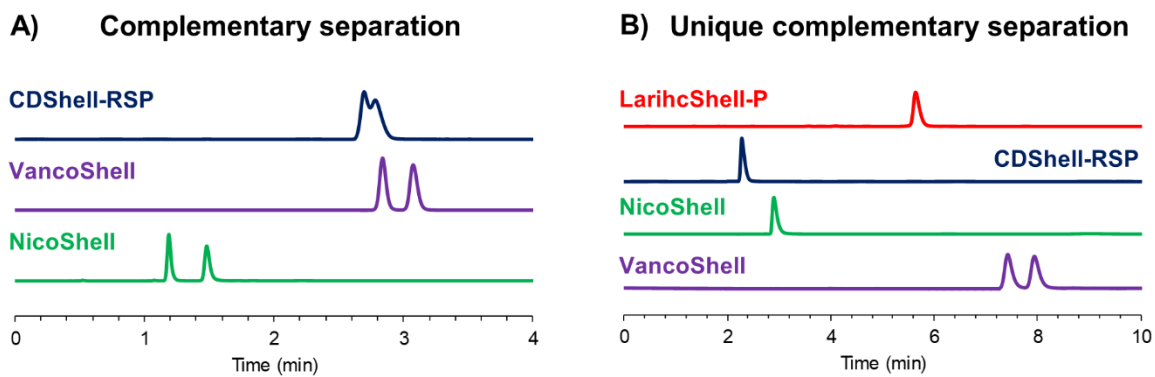 A) Complementary separation
CDShell-RSP
VancoShell
NicoShell
0 1 2 3 4
Time (min)
B) Unique complementary separation
LarihcShell-P
CDShell-RSP
NicoShell
VancoShell
0 2 4 6 8 10
Time (min)